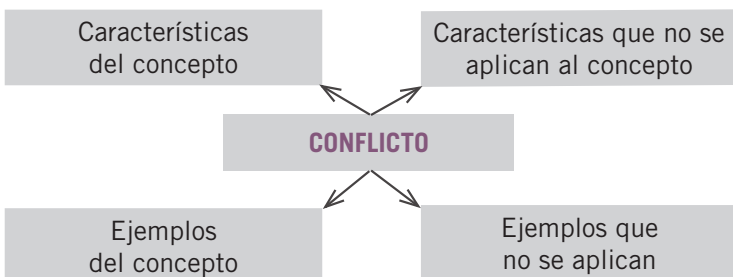 Características
del concepto
Características que no se
aplican al concepto
CONFLICTO
Ejemplos
del concepto
Ejemplos que
no se aplican